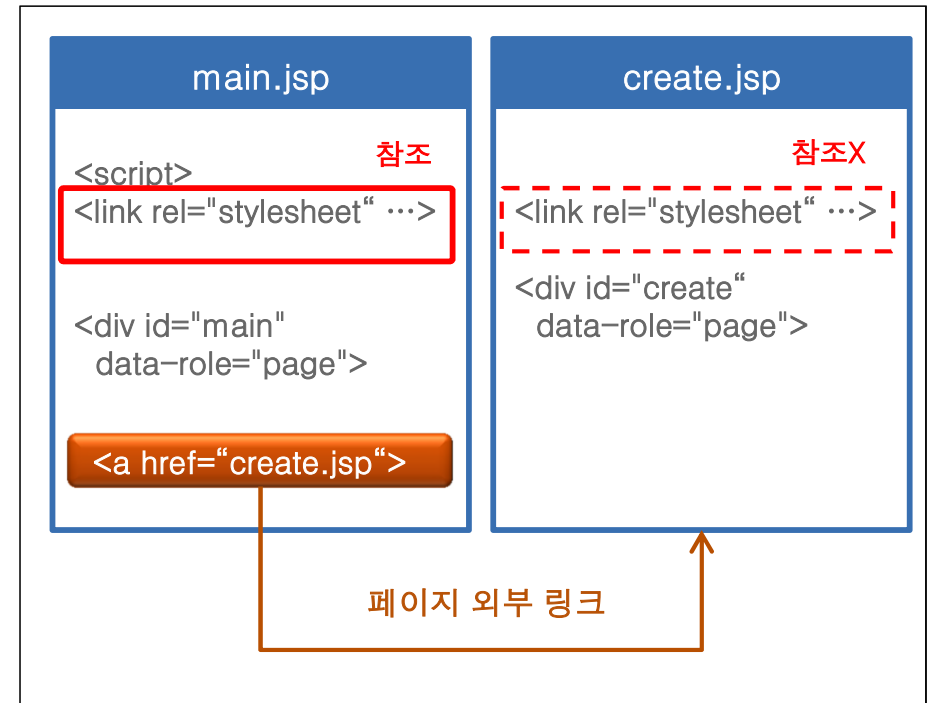 main.jsp
참조
<script>
<link rel="stylesheet“ …>
<div id="main"
data-role="page">
<a href=“create.jsp“>
create.jsp
참조X
<link rel="stylesheet“ …>
<div id="create“
data-role="page">
페이지 외부 링크